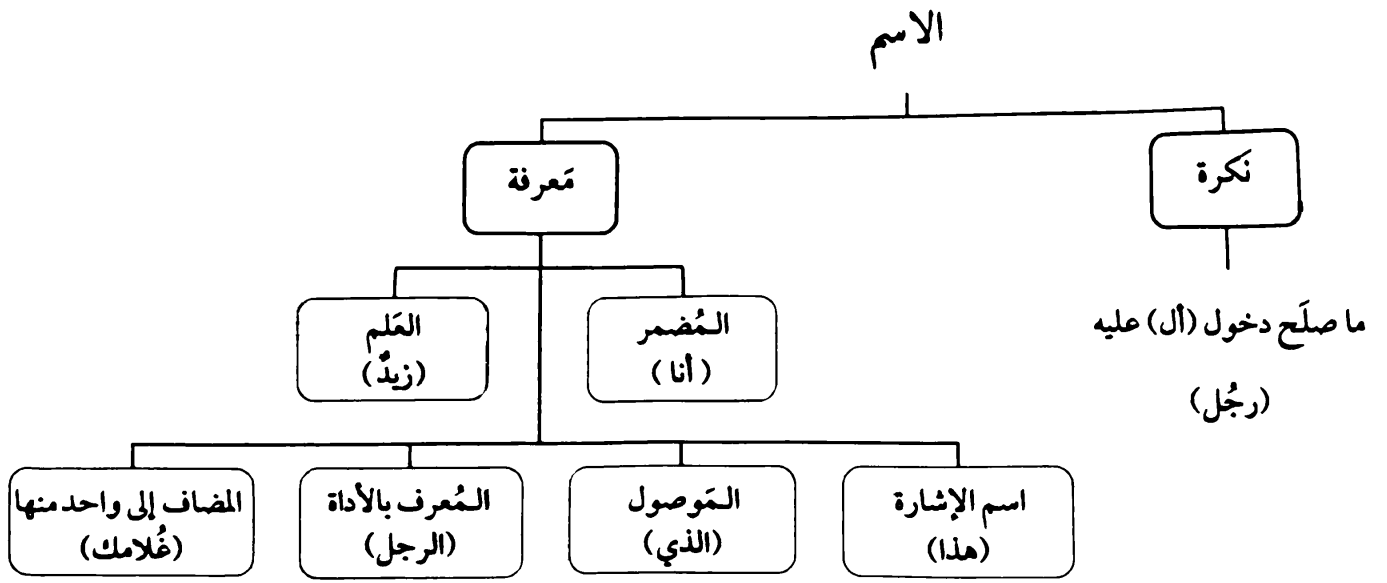 الاسم
نَكرة
مَعرفة
ما صلَح دخول (أل) عليه
(رجُل)
المُضمر
(أنا)
العَلم
(زيدٌ)
اسم الإشارة
(هذا)
المَوصول
(الذي)
المُعرف بالأداة
(الرجل)
المضاف إلى واحد منها
(غُلامك)